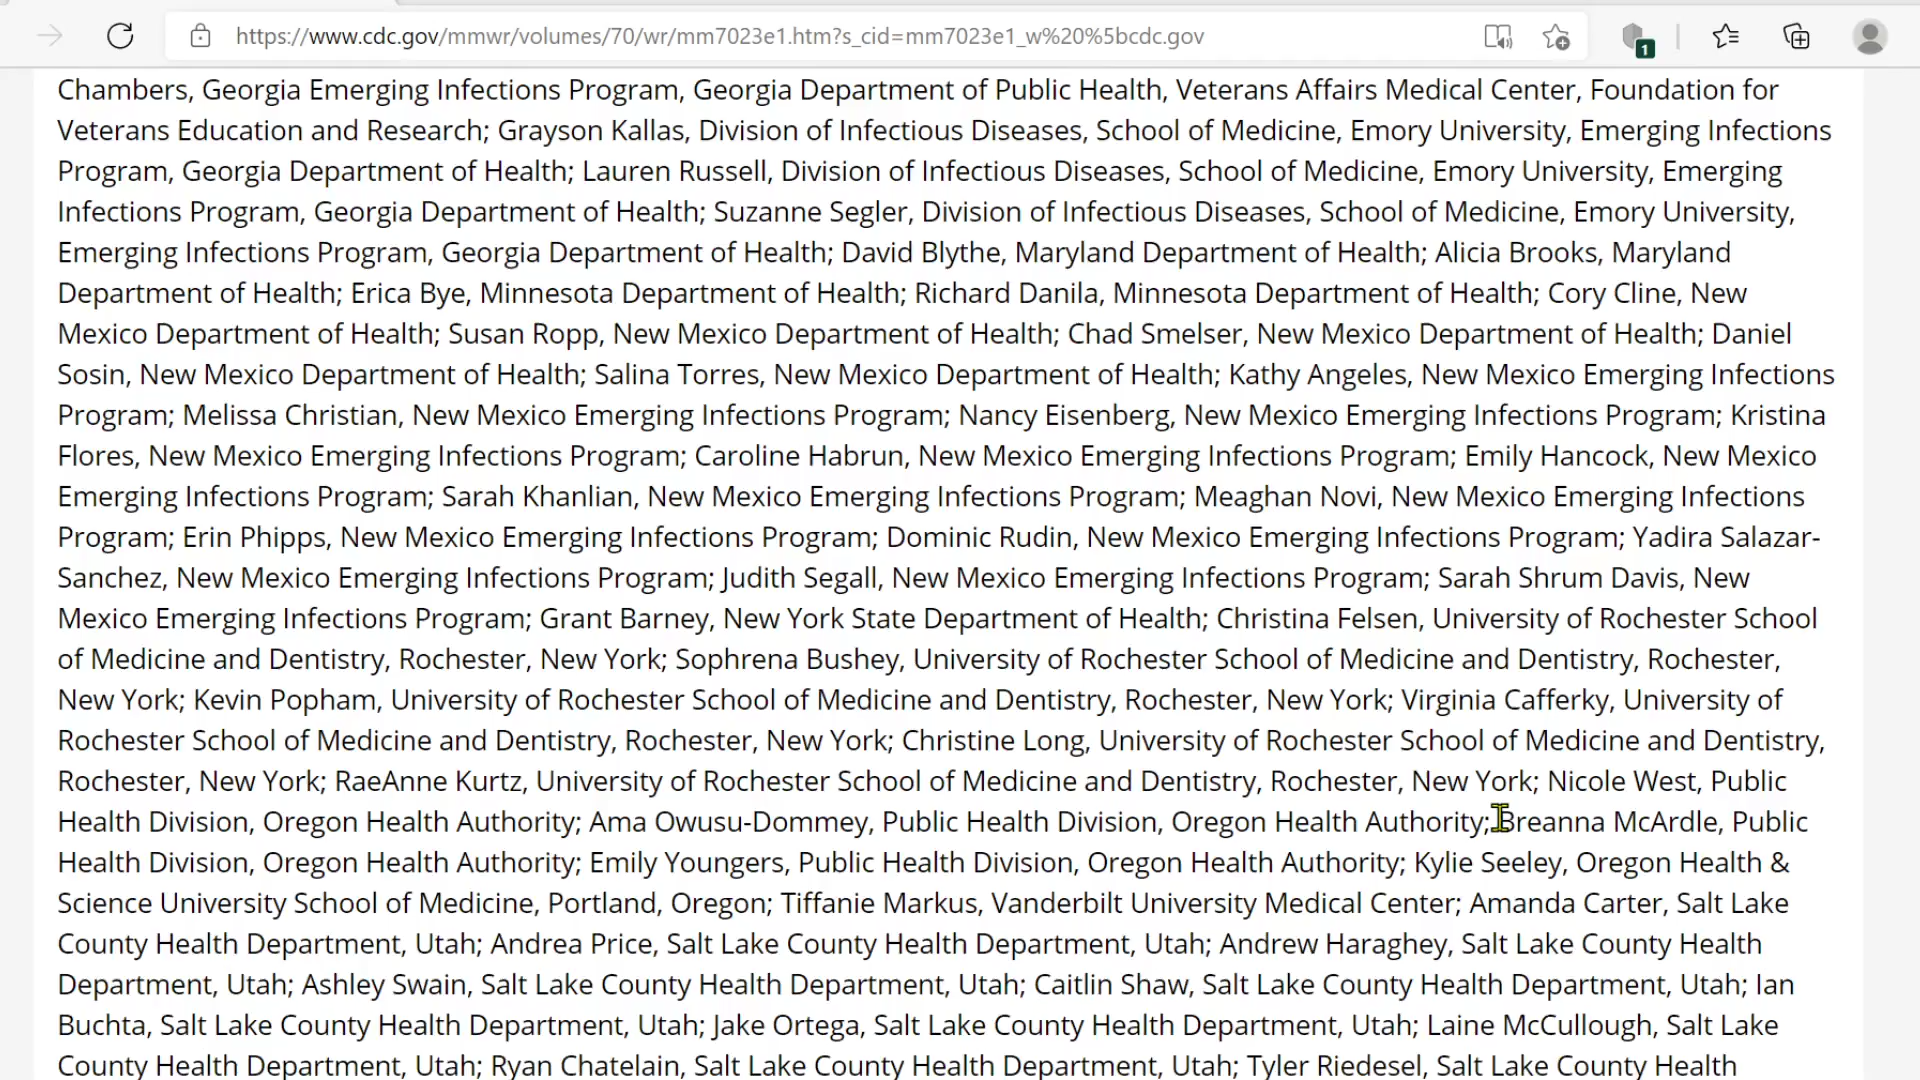 https://www.cdc.gov/mmwr/volumes/70/wr/mm7023e1.htm?s_cid=mm7023e1_w%20%5bcdc.gov
1
Chambers, Georgia Emerging Infections Program, Georgia Department of Public Health, Veterans Affairs Medical Center, Foundation for
Veterans Education and Research; Grayson Kallas, Division of Infectious Diseases, School of Medicine, Emory University, Emerging Infections
Program, Georgia Department of Health; Lauren Russell, Division of Infectious Diseases, School of Medicine, Emory University, Emerging
Infections Program, Georgia Department of Health; Suzanne Segler, Division of Infectious Diseases, School of Medicine, Emory University,
Emerging Infections Program, Georgia Department of Health; David Blythe, Maryland Department of Health; Alicia Brooks, Maryland
Department of Health; Erica Bye, Minnesota Department of Health; Richard Danila, Minnesota Department of Health; Cory Cline, New
Mexico Department of Health; Susan Ropp, New Mexico Department of Health; Chad Smelser, New Mexico Department of Health; Daniel
Sosin, New Mexico Department of Health; Salina Torres, New Mexico Department of Health; Kathy Angeles, New Mexico Emerging Infections
Program; Melissa Christian, New Mexico Emerging Infections Program; Nancy Eisenberg, New Mexico Emerging Infections Program; Kristina
Flores, New Mexico Emerging Infections Program; Caroline Habrun, New Mexico Emerging Infections Program; Emily Hancock, New Mexico
Emerging Infections Program; Sarah Khanlian, New Mexico Emerging Infections Program; Meaghan Novi, New Mexico Emerging Infections
Program; Erin Phipps, New Mexico Emerging Infections Program; Dominic Rudin, New Mexico Emerging Infections Program; Yadira Salazar-
Sanchez, New Mexico Emerging Infections Program; Judith Segall, New Mexico Emerging Infections Program; Sarah Shrum Davis, New
Mexico Emerging Infections Program; Grant Barney, New York State Department of Health; Christina Felsen, University of Rochester School
of Medicine and Dentistry, Rochester, New York; Sophrena Bushey, University of Rochester School of Medicine and Dentistry, Rochester,
New York; Kevin Popham, University of Rochester School of Medicine and Dentistry, Rochester, New York; Virginia Cafferky, University of
Rochester School of Medicine and Dentistry, Rochester, New York; Christine Long, University of Rochester School of Medicine and Dentistry,
Rochester, New York; RaeAnne Kurtz, University of Rochester School of Medicine and Dentistry, Rochester, New York; Nicole West, Public
Health Division, Oregon Health Authority; Ama Owusu-Dommey, Public Health Division, Oregon Health Authority; Breanna McArdle, Public
Health Division, Oregon Health Authority; Emily Youngers, Public Health Division, Oregon Health Authority; Kylie Seeley, Oregon Health &
Science University School of Medicine, Portland, Oregon; Tiffanie Markus, Vanderbilt University Medical Center; Amanda Carter, Salt Lake
County Health Department, Utah; Andrea Price, Salt Lake County Health Department, Utah; Andrew Haraghey, Salt Lake County Health
Department, Utah; Ashley Swain, Salt Lake County Health Department, Utah; Caitlin Shaw, Salt Lake County Health Department, Utah; Ian
Buchta, Salt Lake County Health Department, Utah; Jake Ortega, Salt Lake County Health Department, Utah; Laine McCullough, Salt Lake
County Health Department, Utah; Ryan Chatelain, Salt Lake County Health Department, Utah; Tyler Riedesel, Salt Lake County Health